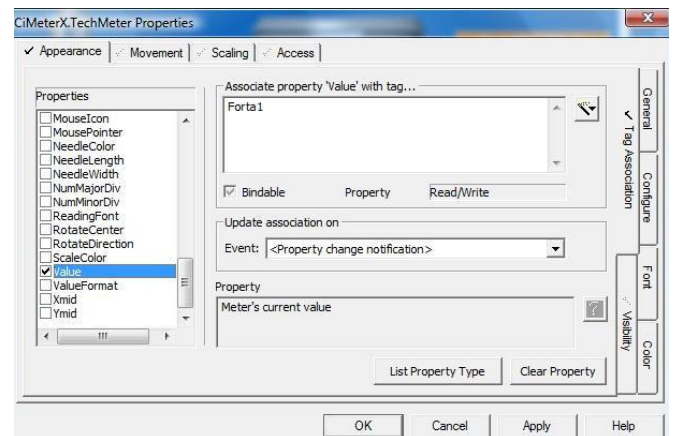 CiMeterX.TechMeter Properties
Appearance
Movement
Scaling
Access
Properties
MouseIcon
MousePointer
NeedleColor
NeedleLength
NeedleWidth
NumMajorDiv
NumMinorDiv
ReadingFont
RotateCenter
RotateDirection
ScaleColor
Value
ValueFormat
Xmid
Ymid
Associate property 'Value' with tag...
Forta1
Bindable Property Read/Write
Update association on
Event: <Property change notification>
Property
Meter's current value
?
List Property Type
Clear Property
General
Tag Association
Configure
Font
Visibility
Color
OK
Cancel
Apply
Help